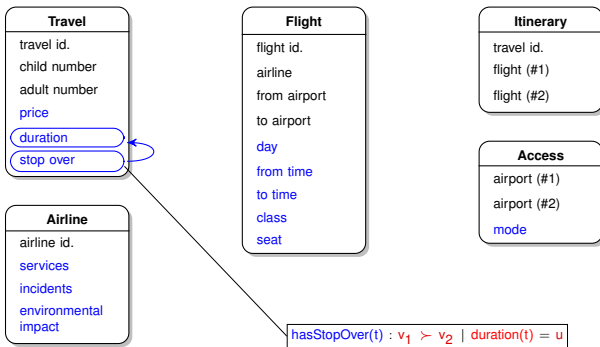 Travel
travel id.
child number
adult number
price
duration
stop over
Airline
airline id.
services
incidents
environmental
impact
Flight
flight id.
airline
from airport
to airport
day
from time
to time
class
seat
Itinerary
travel id.
flight (#1)
flight (#2)
Access
airport (#1)
airport (#2)
mode
hasStopOver(t) : v₁ ≻ v₂ | duration(t) = u